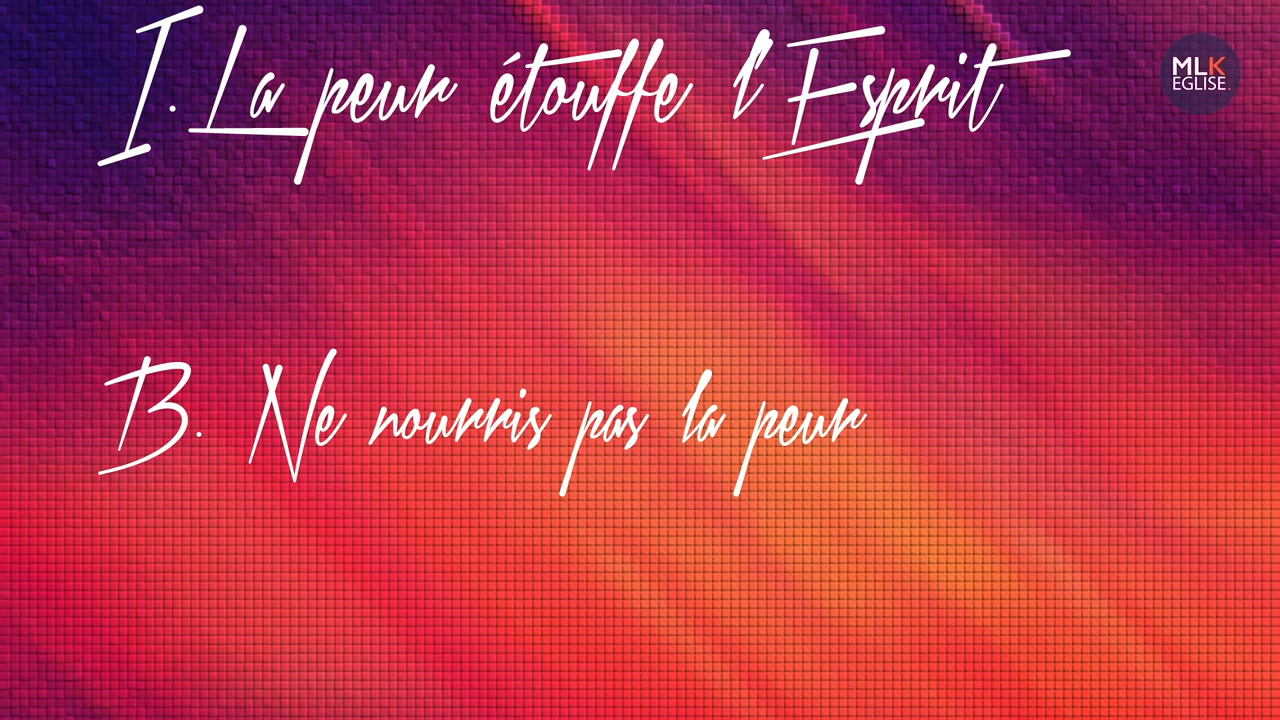 I. La peur étouffe l'Esprit
MLK
EGLISE.
B. Ne nourris pas la peur